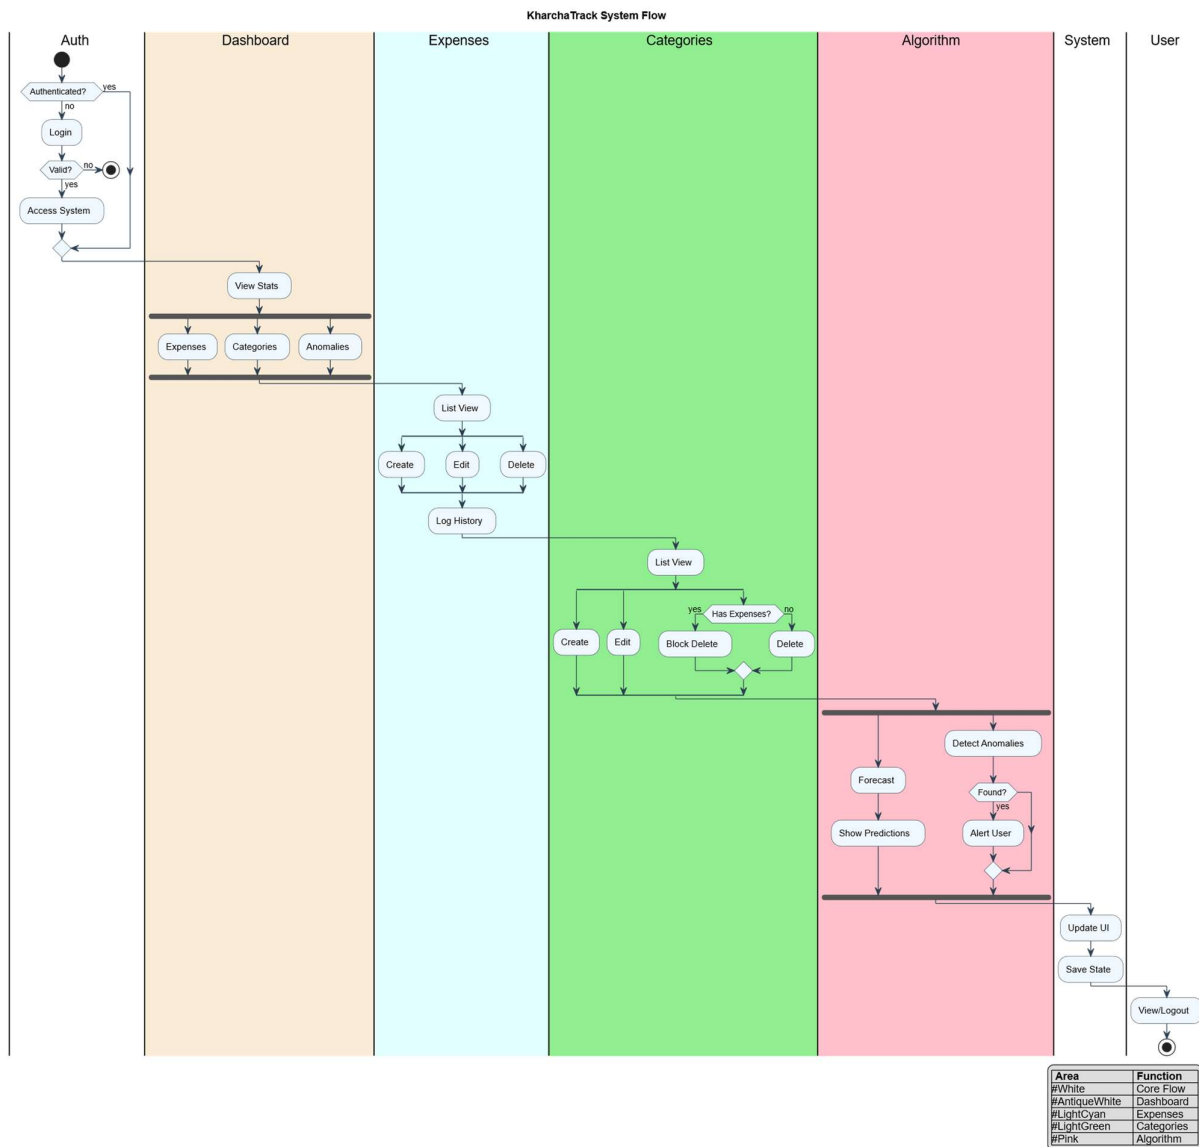 KharchaTrack System Flow
Auth Dashboard Expenses Categories Algorithm System User
Authenticated?
yes
no
Login
Valid?
no
yes
Access System
View Stats
Expenses Categories Anomalies
List View
Create Edit Delete
Log History
List View
yes Has Expenses? no
Create Edit Block Delete Delete
Detect Anomalies
Forecast
Found?
yes
Show Predictions Alert User
Update UI
Save State
View/Logout
Area Function
#White Core Flow
#AntiqueWhite Dashboard
#LightCyan Expenses
#LightGreen Categories
#Pink Algorithm